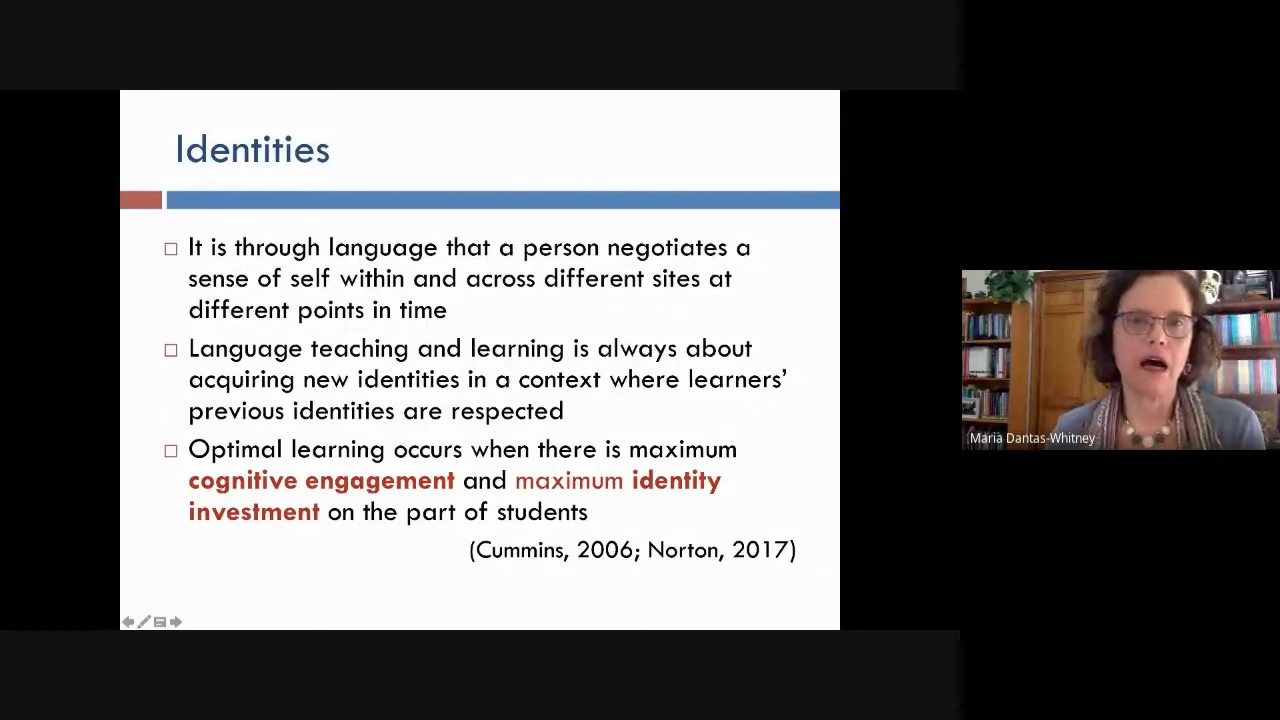 Identities
□ It is through language that a person negotiates a
sense of self within and across different sites at
different points in time
□ Language teaching and learning is always about
acquiring new identities in a context where learners’
previous identities are respected
□ Optimal learning occurs when there is maximum
cognitive engagement and maximum identity
investment on the part of students
(Cummins, 2006; Norton, 2017)
Maria Dantas-Whitney